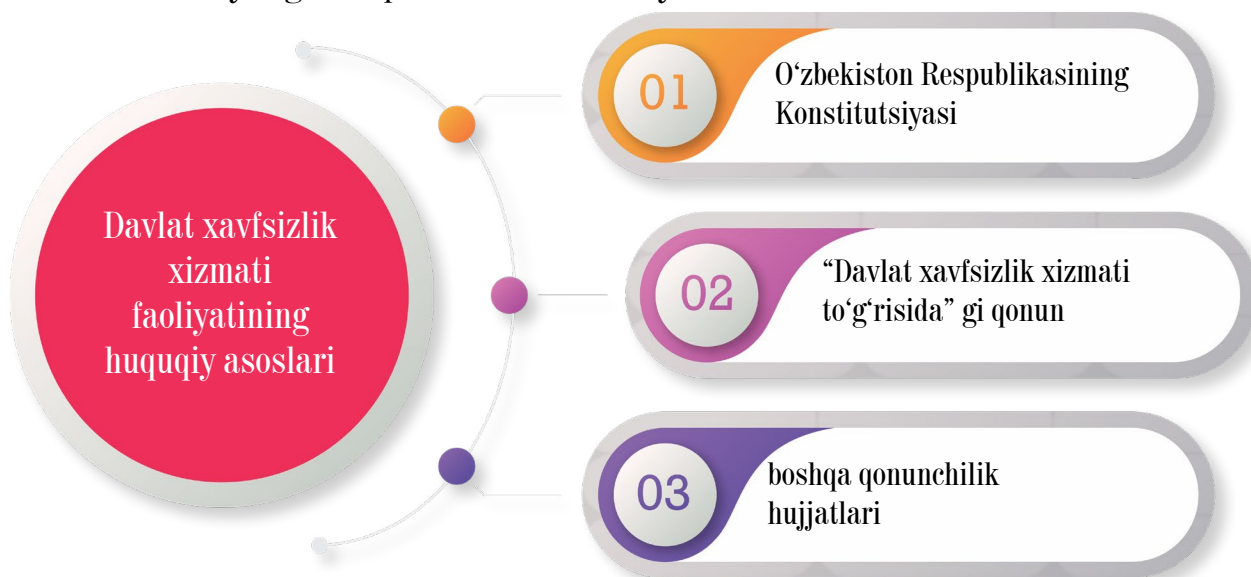 Davlat xavfsizlik
xizmati
faoliyatining
huquqiy asoslari
01
O‘zbekiston Respublikasining
Konstitutsiyasi
02
“Davlat xavfsizlik xizmati
to‘g‘risida” gi qonun
03
boshqa qonunchilik
hujjatlari